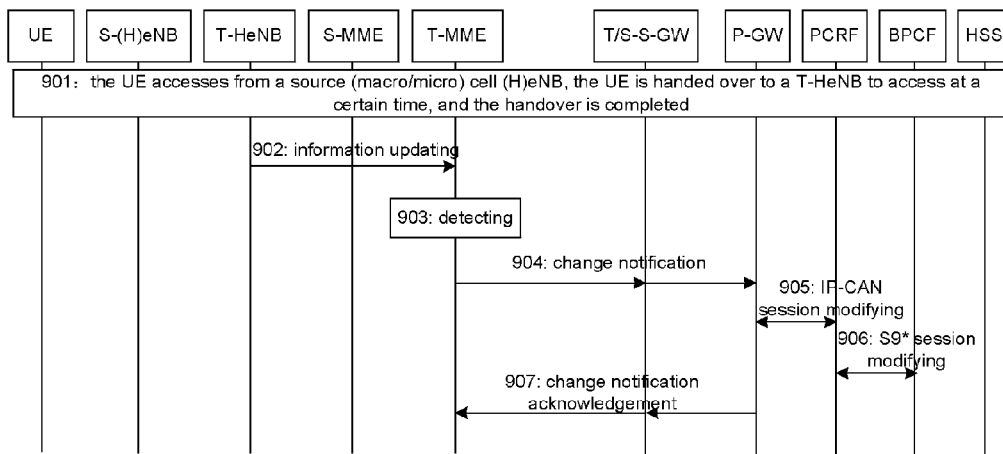 UE S-(H)eNB T-HeNB S-MME T-MME T/S-S-GW P-GW PCRF BPCF HSS
901: the UE accesses from a source (macro/micro) cell (H)eNB, the UE is handed over to a T-HeNB to access at a
certain time, and the handover is completed
902: information updating
903: detecting
904: change notification
905: IP-CAN
session modifying
906: S9* session
modifying
907: change notification
acknowledgement